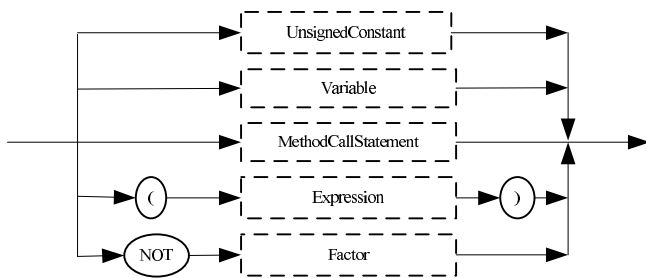 UnsignedConstant
Variable
MethodCallStatement
( Expression )
NOT Factor